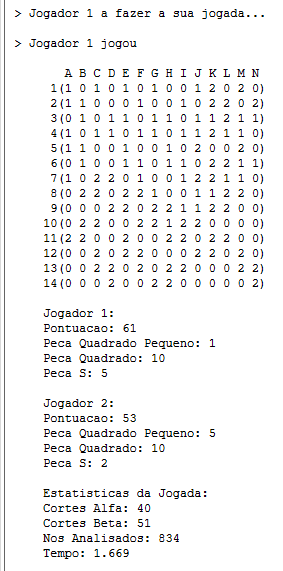 > Jogador 1 a fazer a sua jogada...
> Jogador 1 jogou
A B C D E F G H I J K L M N
1(1 0 1 0 1 0 1 0 0 1 2 0 2 0)
2(1 1 0 0 0 1 0 0 1 0 2 2 0 2)
3(0 1 0 1 1 0 1 1 0 1 1 2 1 1)
4(1 0 1 1 0 1 1 0 1 1 2 1 1 0)
5(1 1 0 0 1 0 0 1 0 2 0 0 2 0)
6(0 1 0 0 1 1 0 1 1 0 2 2 1 1)
7(1 0 2 2 0 1 0 0 1 2 2 1 1 0)
8(0 2 2 0 2 2 1 0 0 1 1 2 2 0)
9(0 0 0 2 2 0 2 2 1 1 2 2 0 0)
10(0 2 2 0 0 2 2 1 2 2 0 0 0 0)
11(2 2 0 0 2 0 0 2 2 0 2 2 0 0)
12(0 0 2 0 2 2 0 0 0 2 2 0 2 0)
13(0 0 2 2 0 2 0 2 2 0 0 0 2 2)
14(0 0 0 2 0 0 2 2 0 0 0 0 0 2)
Jogador 1:
Pontuacao: 61
Peca Quadrado Pequeno: 1
Peca Quadrado: 10
Peca S: 5
Jogador 2:
Pontuacao: 53
Peca Quadrado Pequeno: 5
Peca Quadrado: 10
Peca S: 2
Estatisticas da Jogada:
Cortes Alfa: 40
Cortes Beta: 51
Nos Analisados: 834
Tempo: 1.669